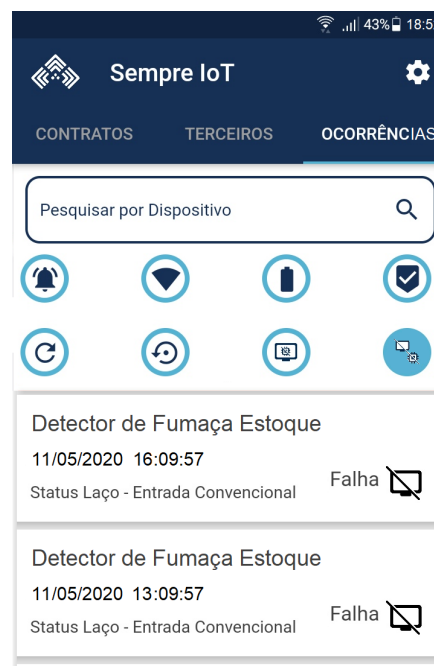 43% 18:5
Sempre IoT
CONTRATOS TERCEIROS OCORRÊNCIAS
Pesquisar por Dispositivo
Detector de Fumaça Estoque
11/05/2020 16:09:57
Status Laço - Entrada Convencional Falha
Detector de Fumaça Estoque
11/05/2020 13:09:57
Status Laço - Entrada Convencional Falha